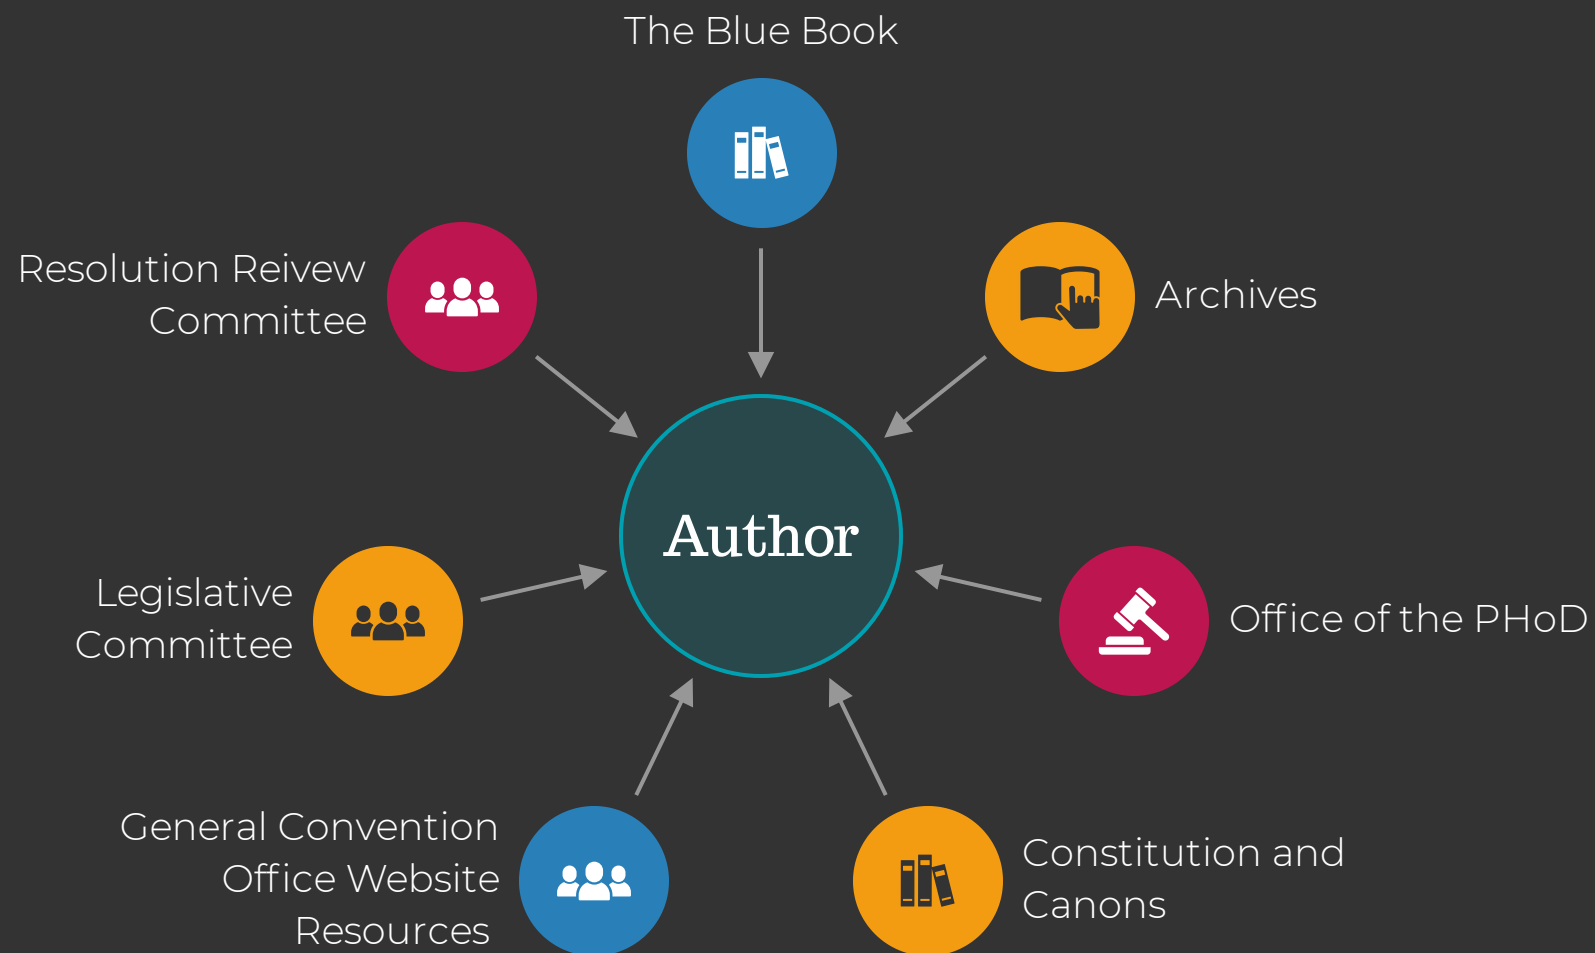 The Blue Book
Resolution Reivew
Committee
Archives
Author
Legislative
Committee
Office of the PHoD
General Convention
Office Website
Resources
Constitution and
Canons